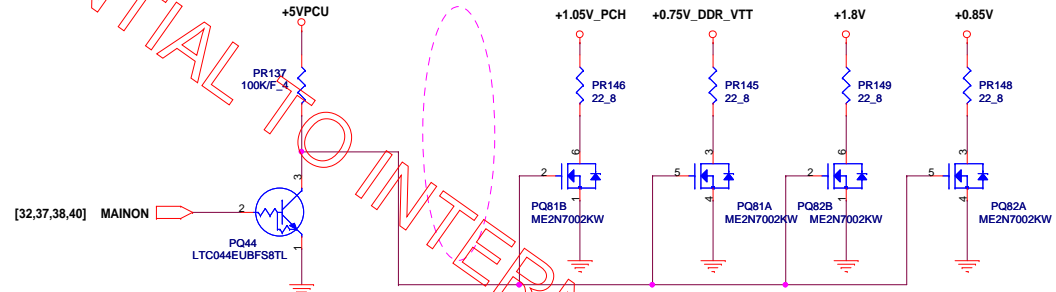 +5VPCU
+1.05V_PCH
+0.75V_DDR_VTT
+1.8V
+0.85V
PR137
100K/F_4
PR146
22_8
PR145
22_8
PR149
22_8
PR148
22_8
3
6
3
6
3
[32,37,38,40] MAINON
2
2
5
2
5
1
1
4
1
4
PQ44
LTC044EUBFS8TL
PQ81B
ME2N7002KW
PQ81A
ME2N7002KW
PQ82B
ME2N7002KW
PQ82A
ME2N7002KW
TIAL TO INTERA